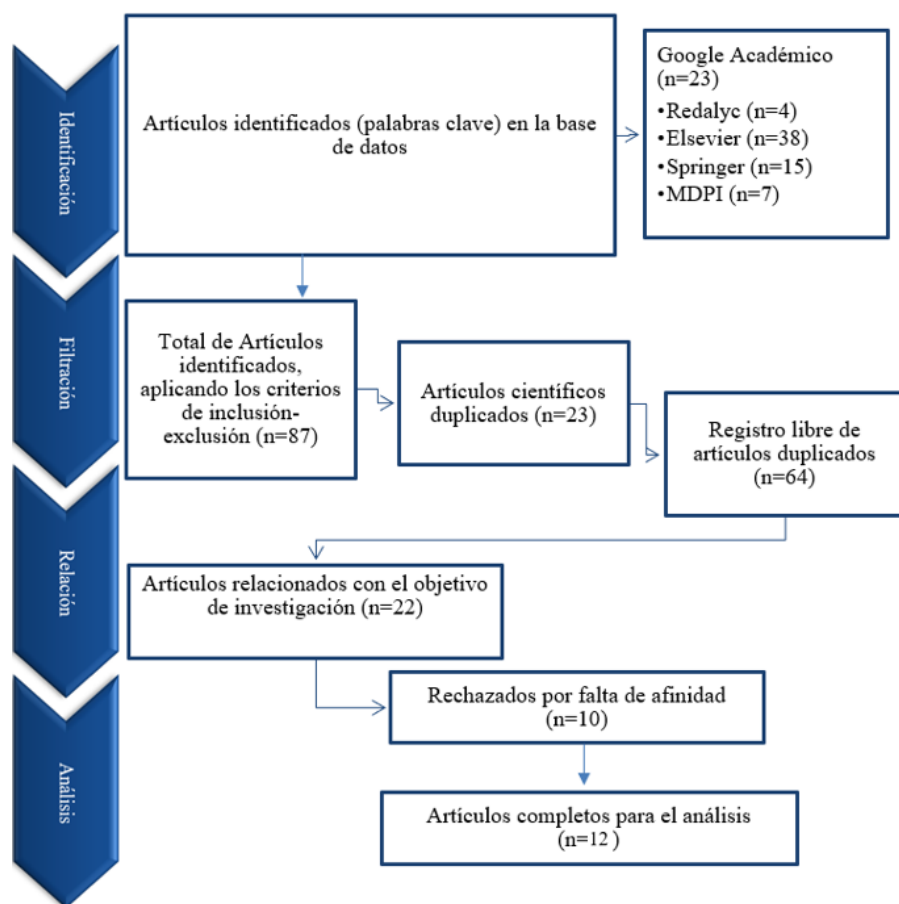 Identificación
Artículos identificados (palabras clave) en la base
de datos
Google Académico
(n=23)
•Redalyc (n=4)
•Elsevier (n=38)
•Springer (n=15)
•MDPI (n=7)
Filtración
Total de Artículos
identificados,
aplicando los criterios
de inclusión-
exclusión (n=87)
Artículos científicos
duplicados (n=23)
Registro libre de
artículos duplicados
(n=64)
Relación
Artículos relacionados con el objetivo
de investigación (n=22)
Análisis
Rechazados por falta de afinidad
(n=10)
Artículos completos para el análisis
(n=12 )